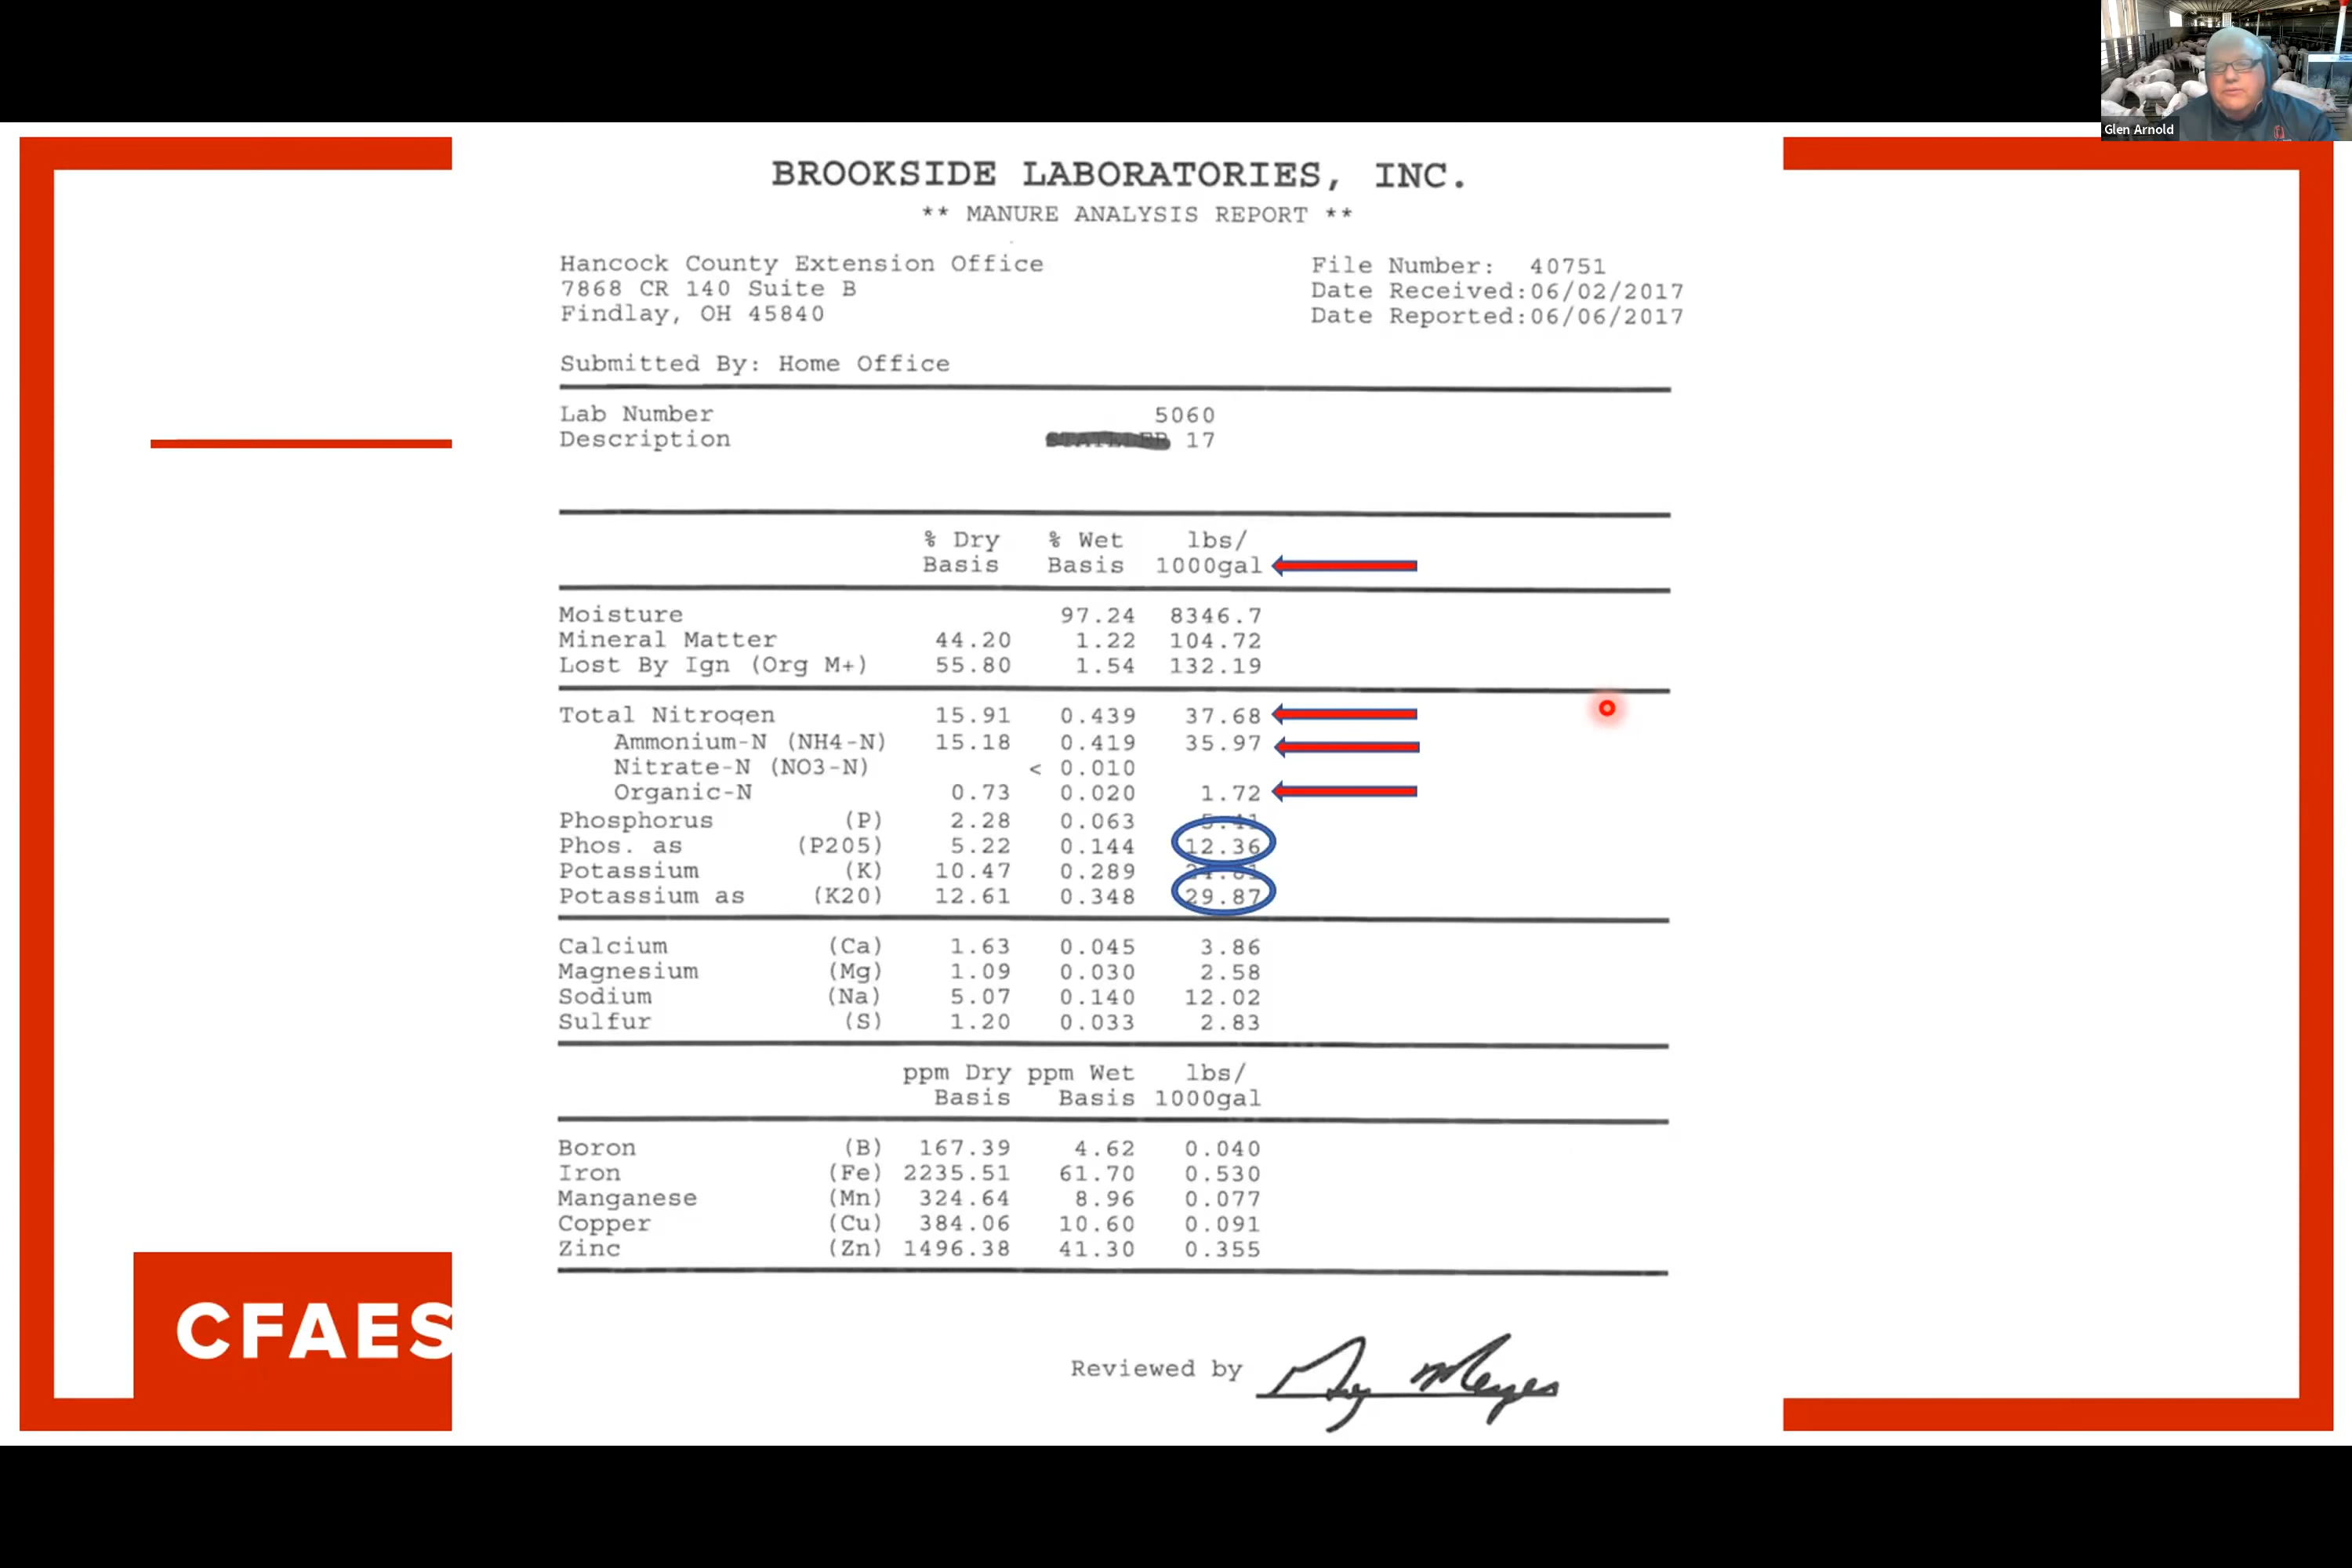 Glen Arnold
BROOKSIDE LABORATORIES, INC.
** MANURE ANALYSIS REPORT **
Hancock County Extension Office File Number: 40751
7868 CR 140 Suite B Date Received:06/02/2017
Findlay, OH 45840 Date Reported:06/06/2017
Submitted By: Home Office
Lab Number 5060
Description 17
% Dry % Wet lbs/
Basis Basis 1000gal
Moisture 97.24 8346.7
Mineral Matter 44.20 1.22 104.72
Lost By Ign (Org M+) 55.80 1.54 132.19
Total Nitrogen 15.91 0.439 37.68
Ammonium-N (NH4-N) 15.18 0.419 35.97
Nitrate-N (NO3-N) < 0.010
Organic-N 0.73 0.020 1.72
Phosphorus (P) 2.28 0.063 5.41
Phos. as (P205) 5.22 0.144 12.36
Potassium (K) 10.47 0.289
Potassium as (K20) 12.61 0.348 29.87
Calcium (Ca) 1.63 0.045 3.86
Magnesium (Mg) 1.09 0.030 2.58
Sodium (Na) 5.07 0.140 12.02
Sulfur (S) 1.20 0.033 2.83
ppm Dry ppm Wet lbs/
Basis Basis 1000gal
Boron (B) 167.39 4.62 0.040
Iron (Fe) 2235.51 61.70 0.530
Manganese (Mn) 324.64 8.96 0.077
Copper (Cu) 384.06 10.60 0.091
Zinc (Zn) 1496.38 41.30 0.355
CFAES
Reviewed by